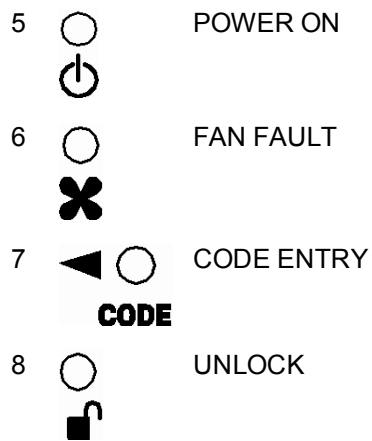 5 POWER ON
6 FAN FAULT
7 CODE ENTRY
CODE
8 UNLOCK